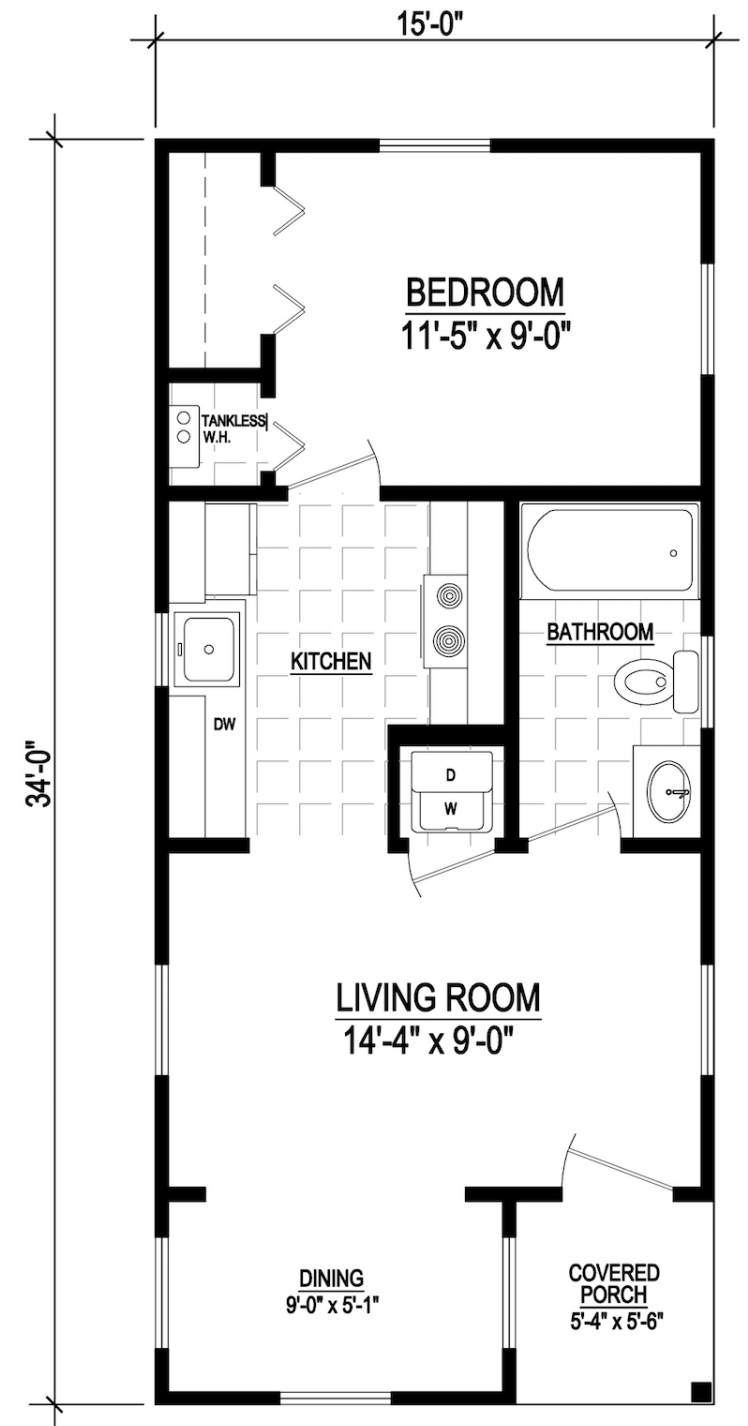 15'-0"
34'-0"
BEDROOM
11'-5" x 9'-0"
TANKLESS
W.H.
KITCHEN
BATHROOM
DW
D
W
LIVING ROOM
14'-4" x 9'-0"
DINING
9'-0" x 5'-1"
COVERED
PORCH
5'-4" x 5'-6"